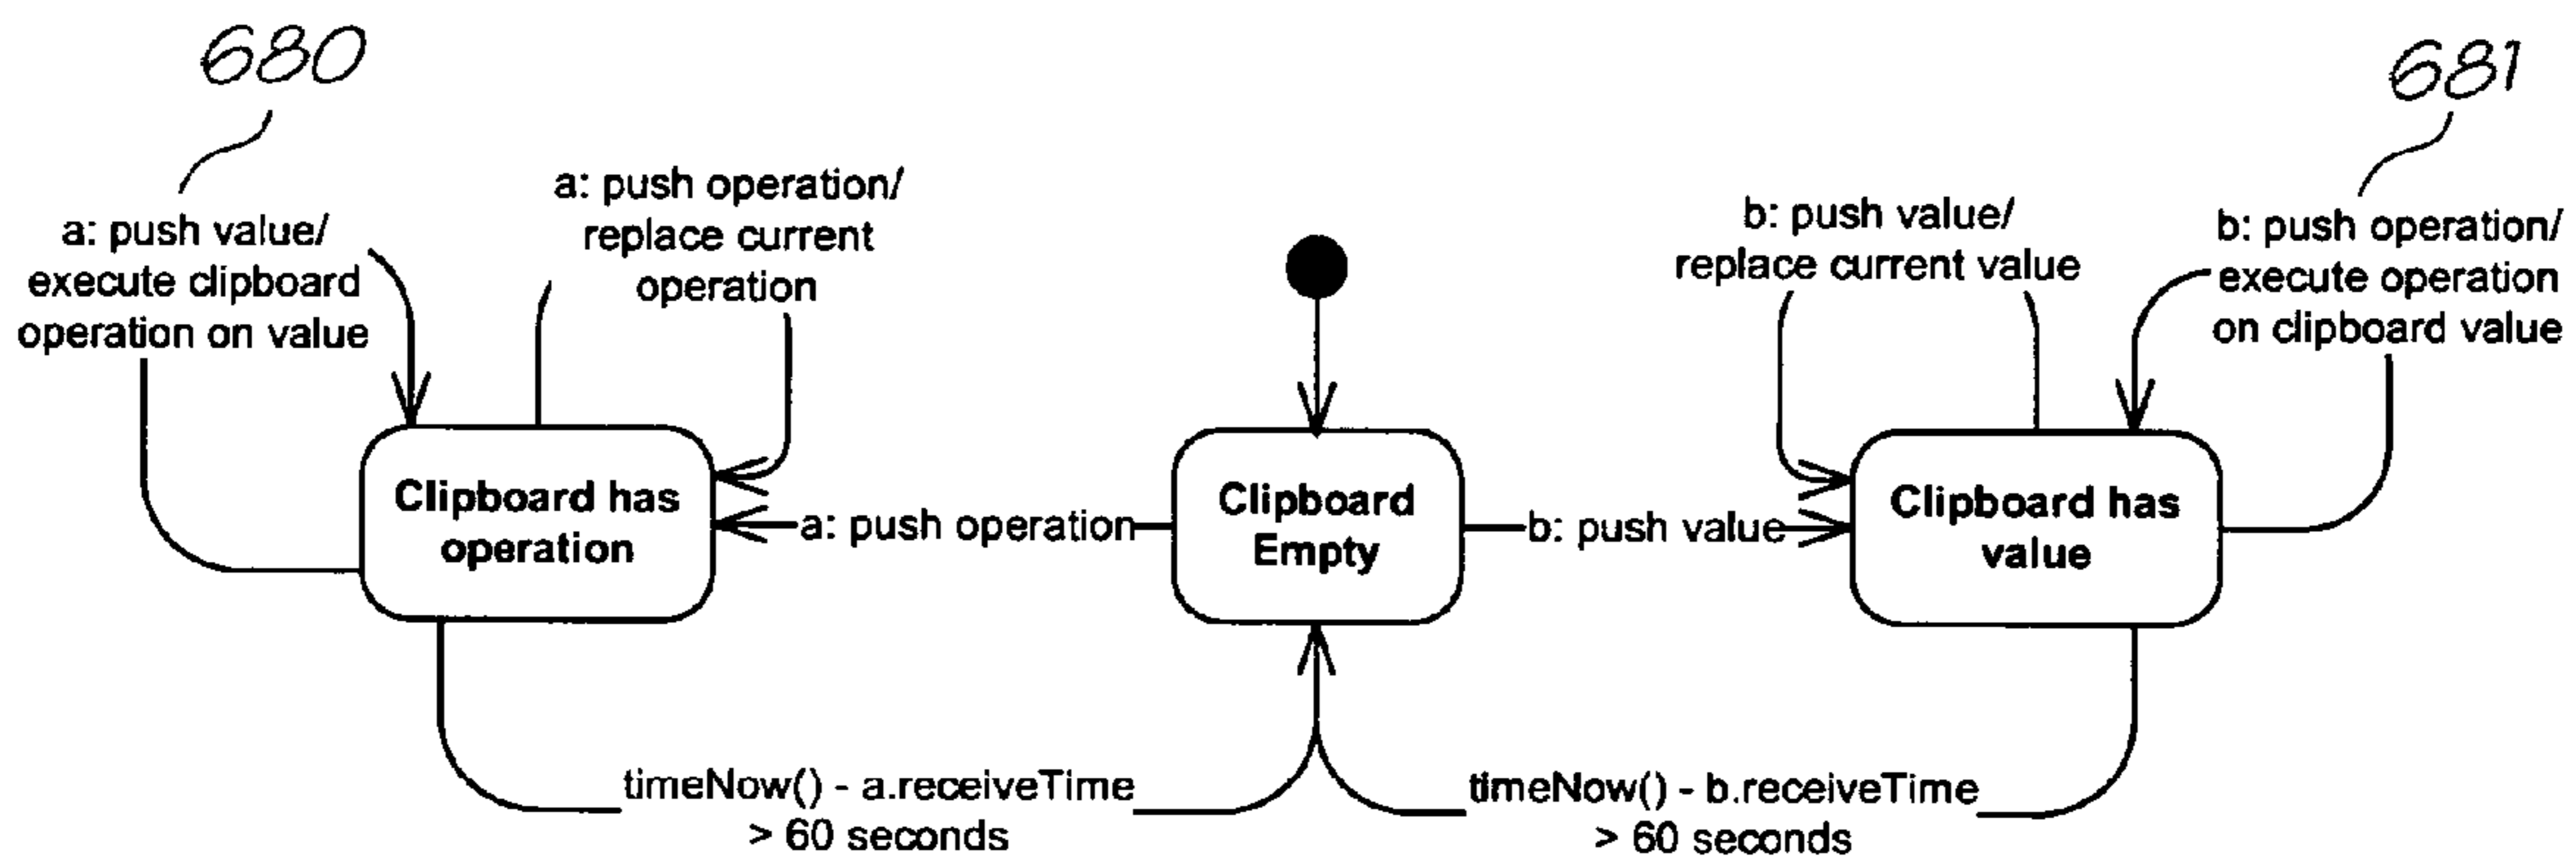 680
681
a: push value/
execute clipboard
operation on value
a: push operation/
replace current
operation
b: push value/
replace current value
b: push operation/
execute operation
on clipboard value
Clipboard has
operation
a: push operation
Clipboard
Empty
b: push value
Clipboard has
value
timeNow() - a.receiveTime
> 60 seconds
timeNow() - b.receiveTime
> 60 seconds